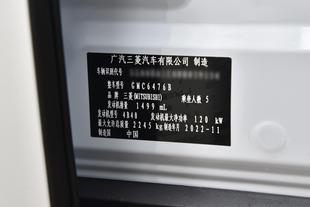 广汽三菱汽车有限公司 制造
车辆识别代号
整车型号 GMC6476B
品 牌 三菱(MITSUBISHI) 乘坐人数 5
发动机排量 1499 mL
发动机型号 4B40 发动机最大净功率 120 kW
最大允许总质量 2245 kg 制造年月 2022-11
制造国 中国